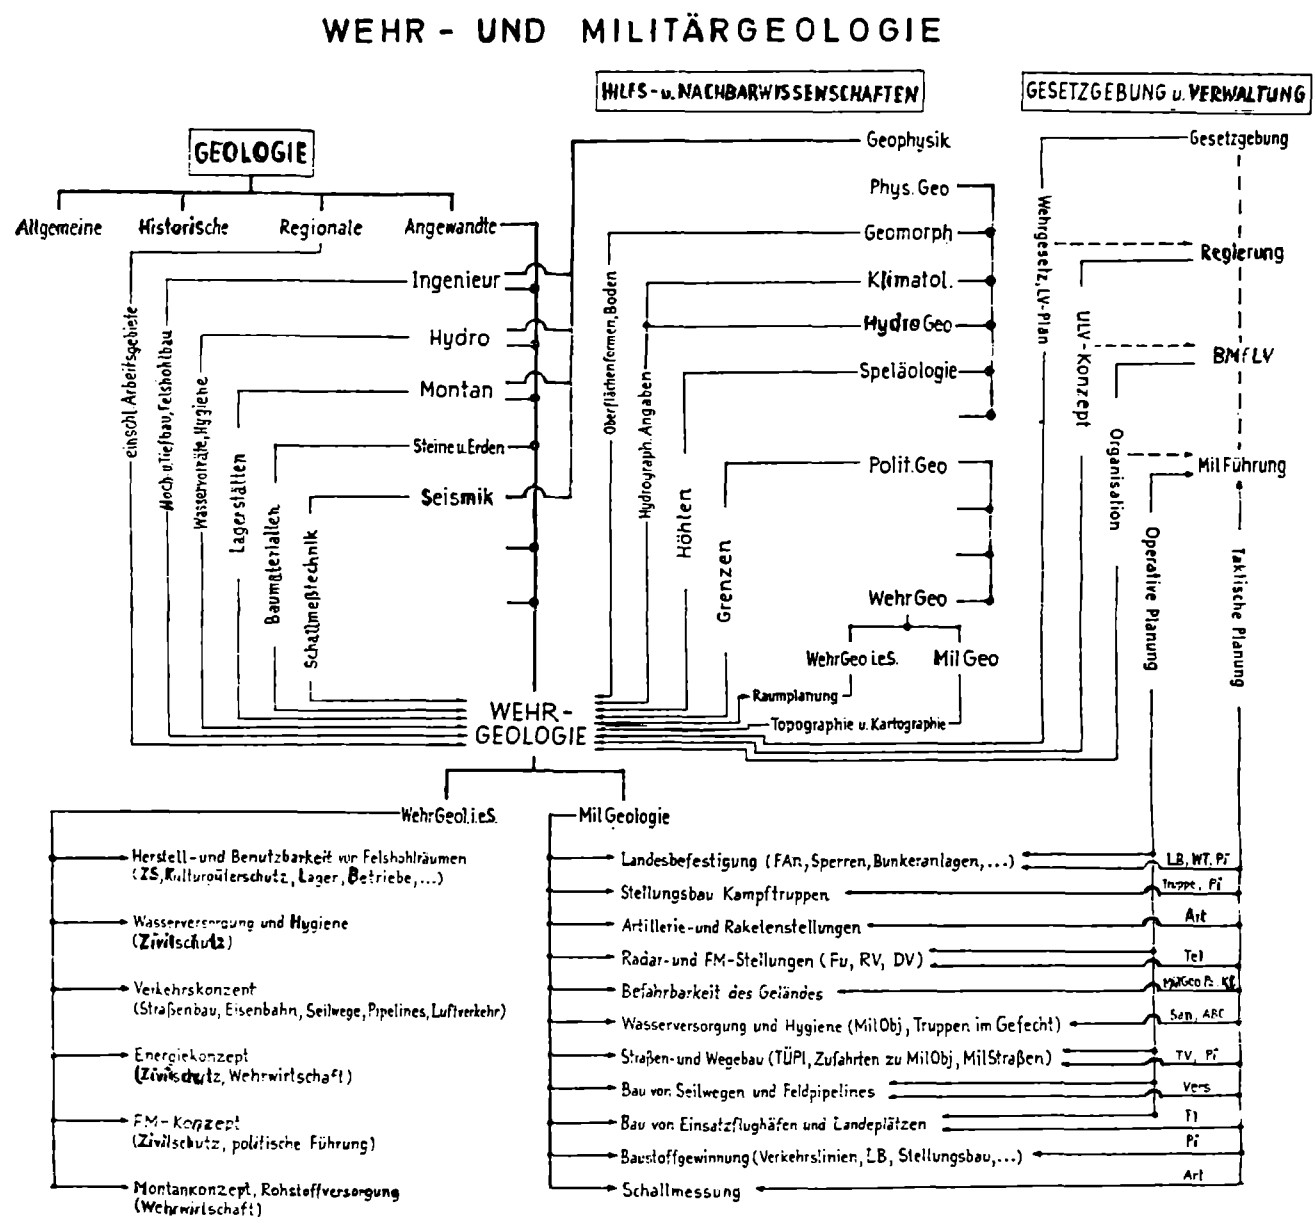 WEHR- UND MILITÄRGEOLOGIE
HILFS- u. NACHBARWISSENSCHAFTEN
GESETZGEBUNG u. VERWALTUNG
GEOLOGIE
Allgemeine
Historische
Regionale
Angewandte
Ingenieur
Hydro
Montan
Steine u. Erden
Seismik
einschl. Arbeitsgebiete
Hoch- u. Tiefbau, Felshohlbau
Wasservorräte, Hygiene
Lagerstätten
Baumaterialien
Schallmeßtechnik
Geophysik
Phys. Geo
Geomorph
Klimatol.
Hydro Geo
Speläologie
Polit. Geo
WehrGeo
WehrGeo i.e.S.
MilGeo
Raumplanung
Topographie u. Kartographie
Oberflächenformen, Boden
Hydrograph. Angaben
Höhlen
Grenzen
Gesetzgebung
Regierung
BMfLV
MilFührung
Wehrgesetz, LV-Plan
ULV-Konzept
Organisation
Operative Planung
Taktische Planung
WEHR-
GEOLOGIE
WehrGeol. i.e.S.
MilGeologie
Herstell- und Benutzbarkeit von Felshohlräumen
(ZS, Kulturgüterschutz, Lager, Betriebe, ...)
Wasserversorgung und Hygiene
(Zivilschutz)
Verkehrskonzept
(Straßenbau, Eisenbahn, Seilwege, Pipelines, Luftverkehr)
Energiekonzept
(Zivilschutz, Wehrwirtschaft)
FM-Konzept
(Zivilschutz, politische Führung)
Montankonzept, Rohstoffversorgung
(Wehrwirtschaft)
Landesbefestigung (FAn, Sperren, Bunkeranlagen, ...)
LB, WT, Pi
Stellungsbau Kampftruppen
Truppe, Pi
Artillerie- und Raketenstellungen
Art
Radar- und FM-Stellungen (Fu, RV, DV)
Tel
Befahrbarkeit des Geländes
MilGeo
Wasserversorgung und Hygiene (MilObj, Truppen im Gefecht)
San, ABC
Straßen- und Wegebau (TÜPl, Zufahrten zu MilObj, MilStraßen)
TV, Pi
Bau von Seilwegen und Feldpipelines
Vers
Bau von Einsatzflughäfen und Landeplätzen
Fl
Baustoffgewinnung (Verkehrslinien, LB, Stellungsbau, ...)
Pi
Schallmessung
Art